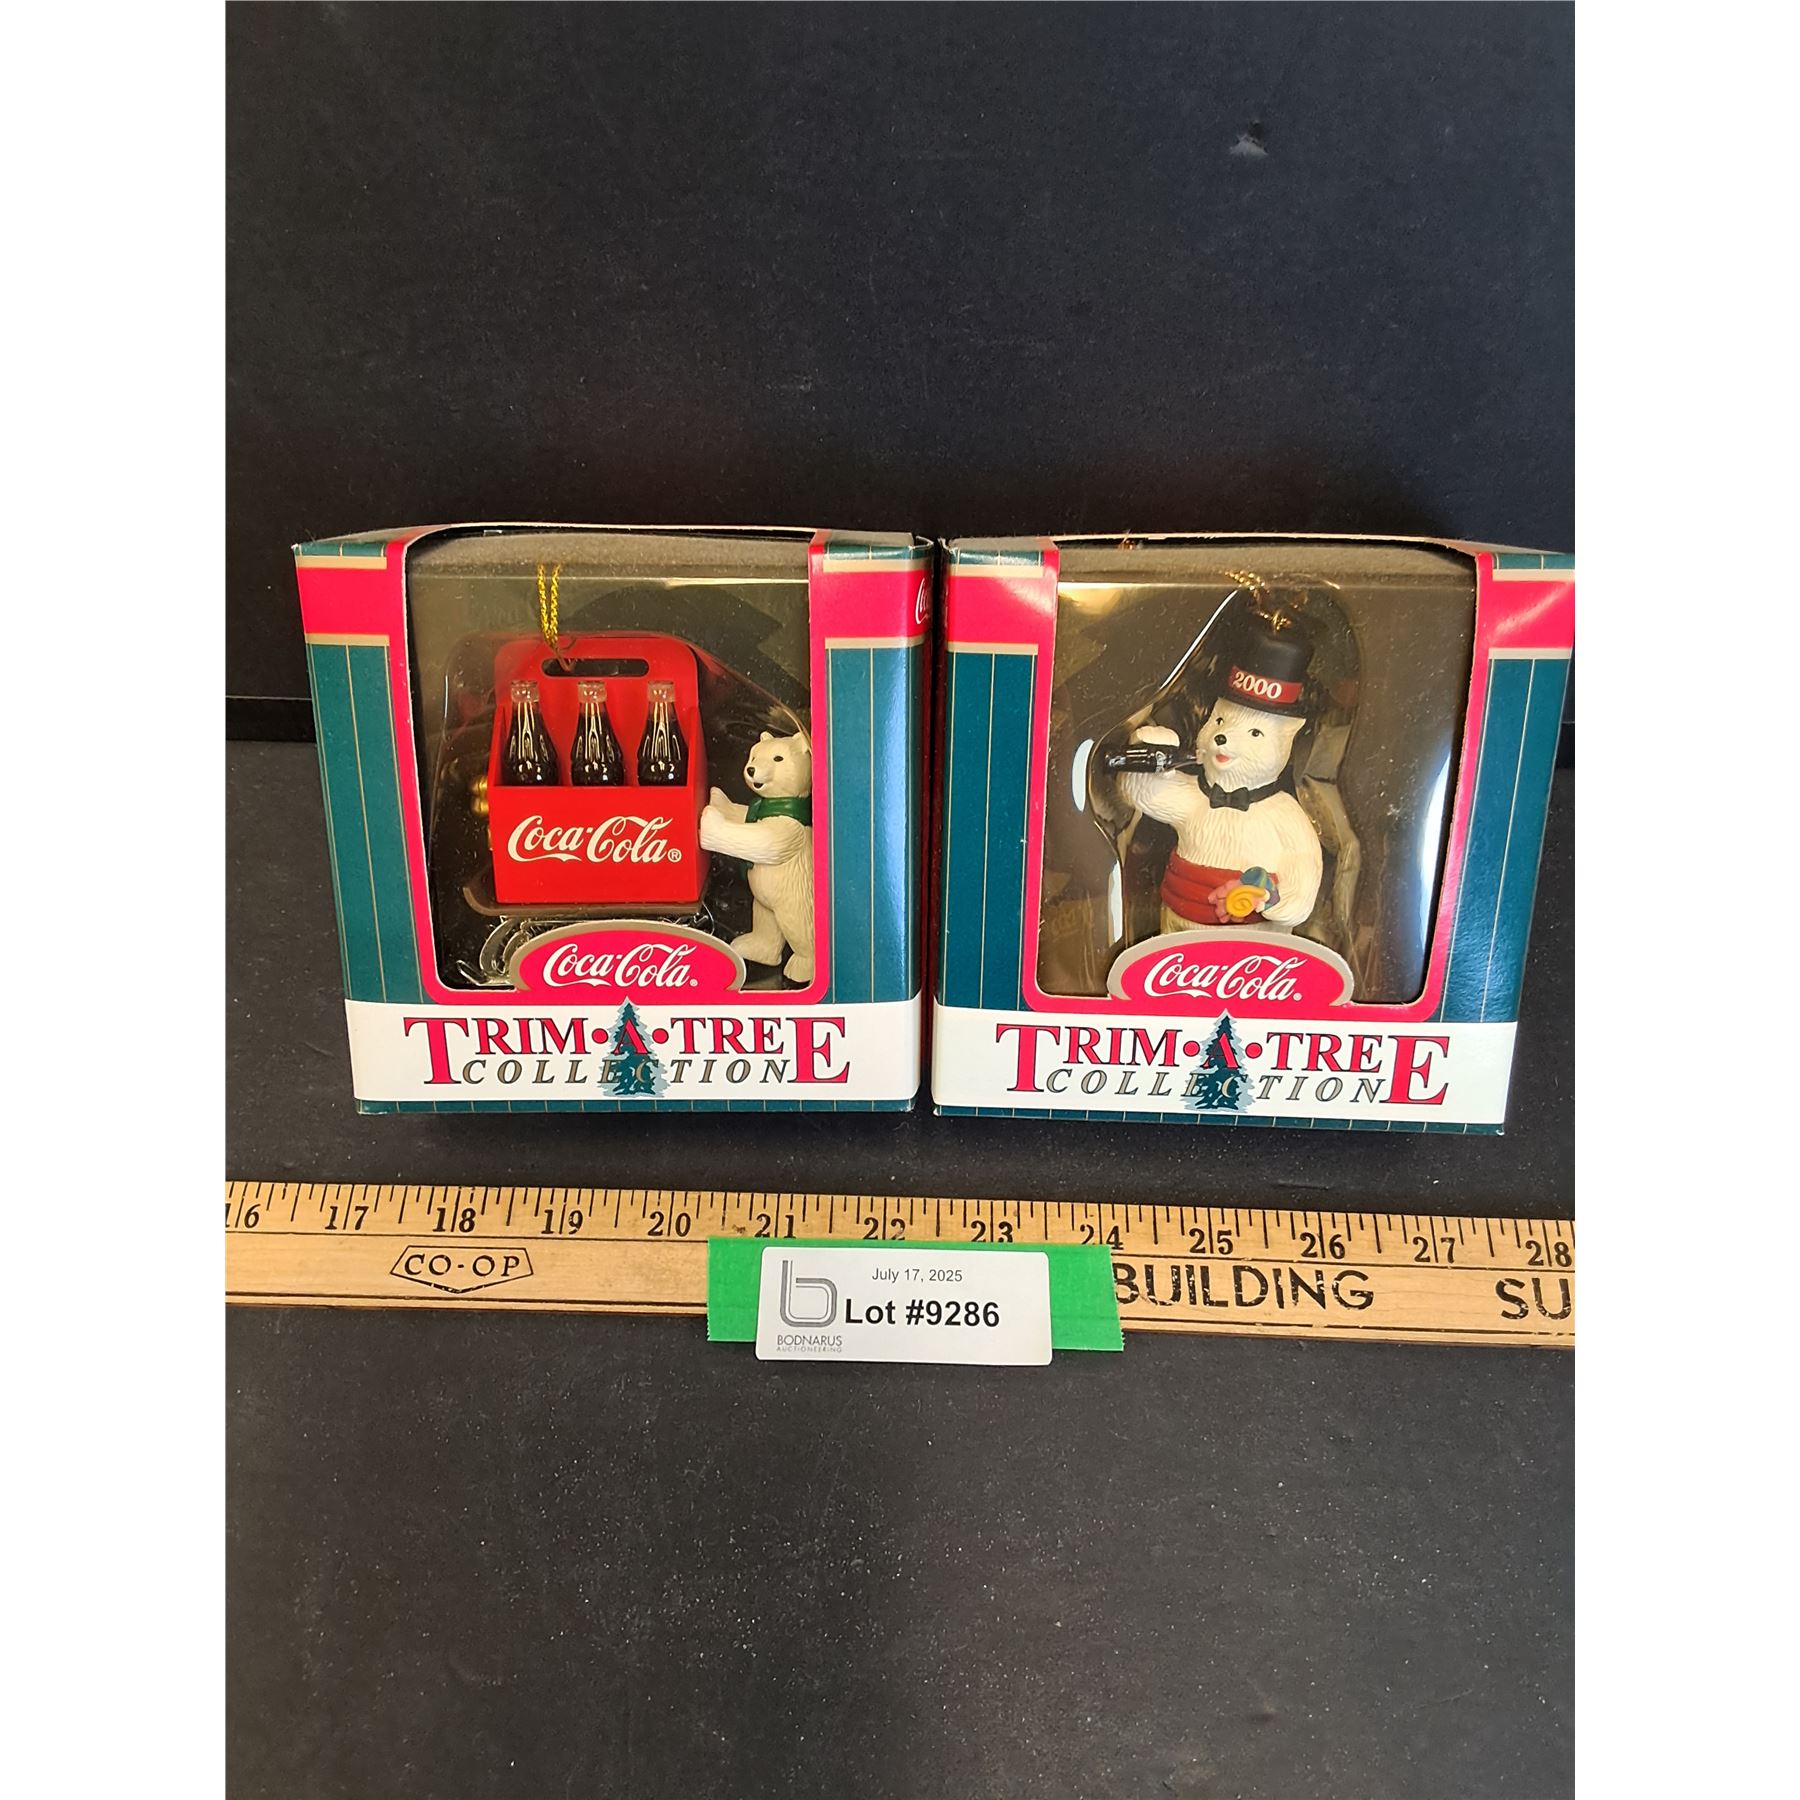 2000
Coca-Cola®
Coca-Cola®
TRIM•A•TREE
COLLECTION
Coca-Cola®
TRIM•A•TREE
COLLECTION
16 17 18 19 20 21 22 23 24 25 26 27 28
CO-OP
BUILDING SU
July 17, 2025
Lot #9286
BODNARUS
AUCTIONEERING